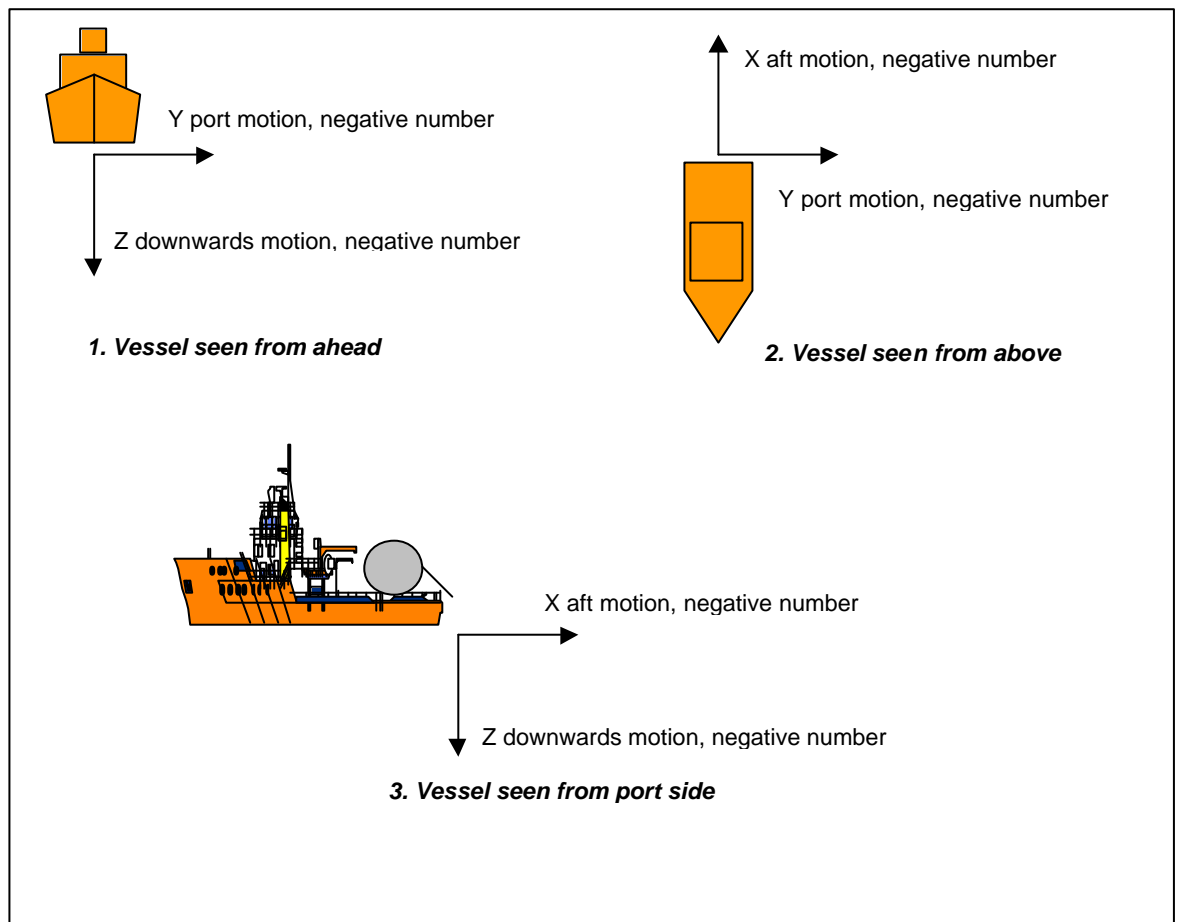 X aft motion, negative number
Y port motion, negative number
Y port motion, negative number
Z downwards motion, negative number
1. Vessel seen from ahead
2. Vessel seen from above
X aft motion, negative number
Z downwards motion, negative number
3. Vessel seen from port side